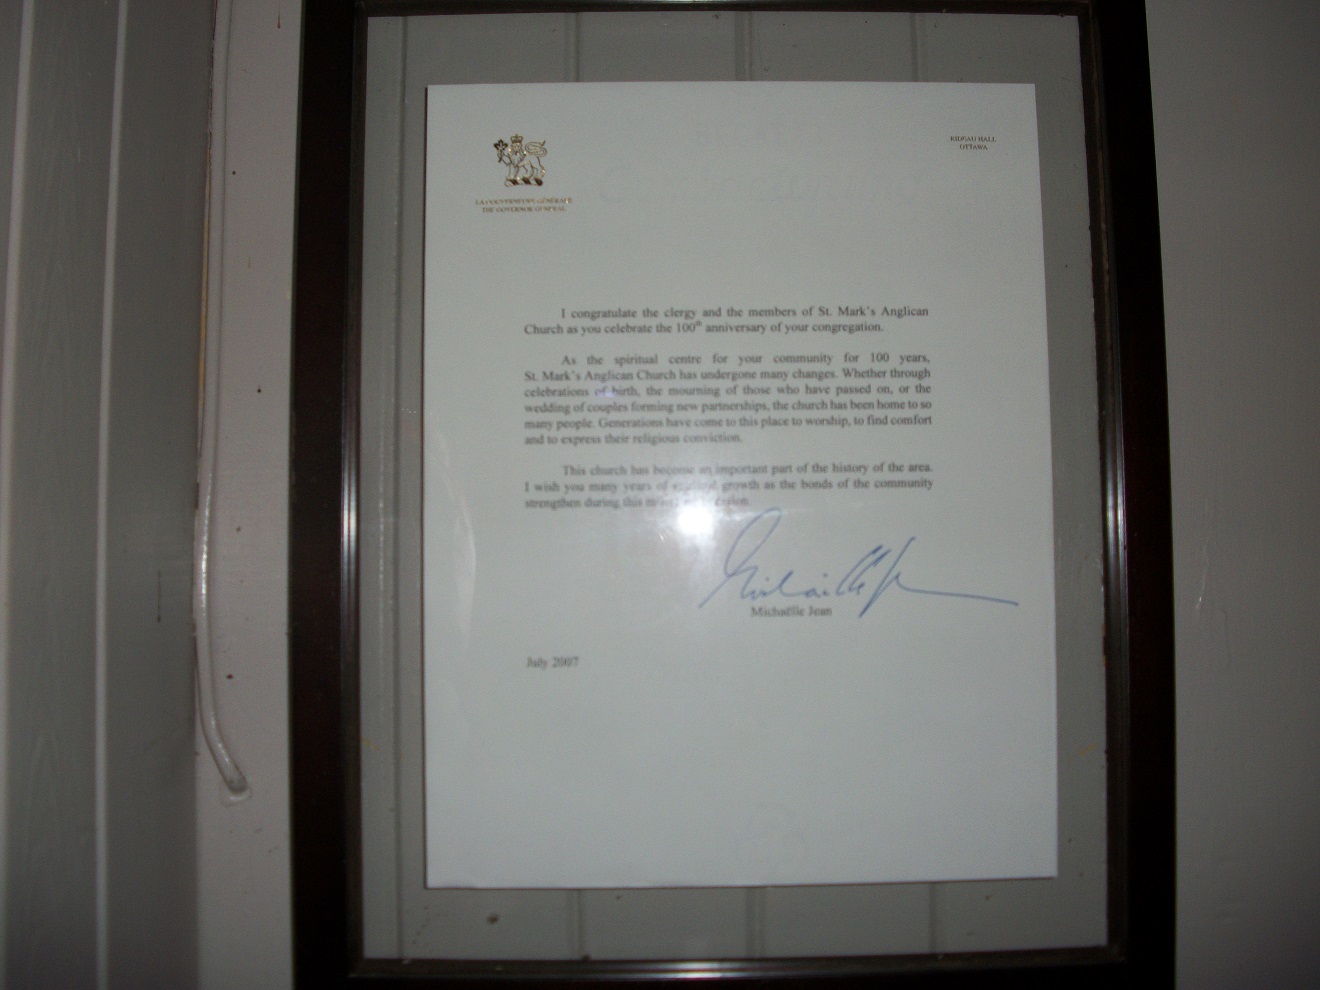 RIDEAU HALL
OTTAWA
LA GOUVERNEURE GÉNÉRALE
THE GOVERNOR GENERAL
I congratulate the clergy and the members of St. Mark's Anglican
Church as you celebrate the 100th anniversary of your congregation.
As the spiritual centre for your community for 100 years,
St. Mark's Anglican Church has undergone many changes. Whether through
celebrations of birth, the mourning of those who have passed on, or the
wedding of couples forming new partnerships, the church has been home to so
many people. Generations have come to this place to worship, to find comfort
and to express their religious conviction.
This church has become an important part of the history of the area.
I wish you many years of growth as the bonds of the community
strengthen during this
Michaëlle Jean
Michaëlle Jean
July 2007